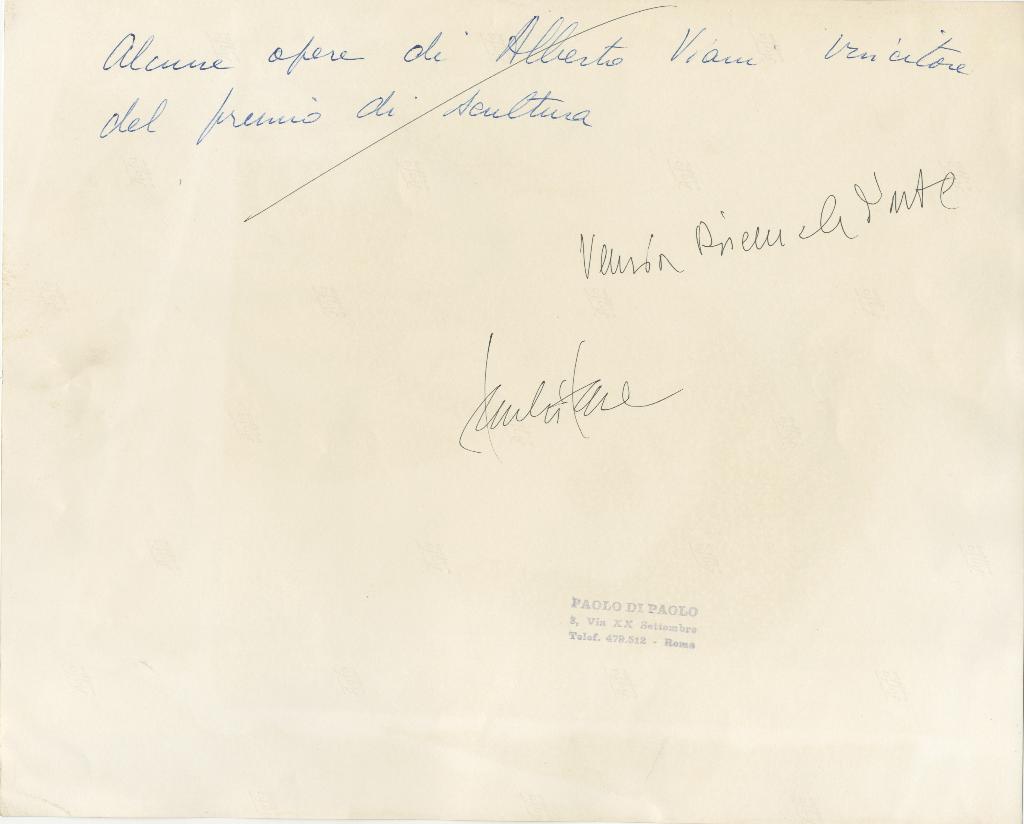 Alcune opere di Alberto Viani vincitore
del premio di scultura
Venezia Biennale d'Arte
PAOLO DI PAOLO
3, Via XX Settembre
Telef. 479.512 - Roma